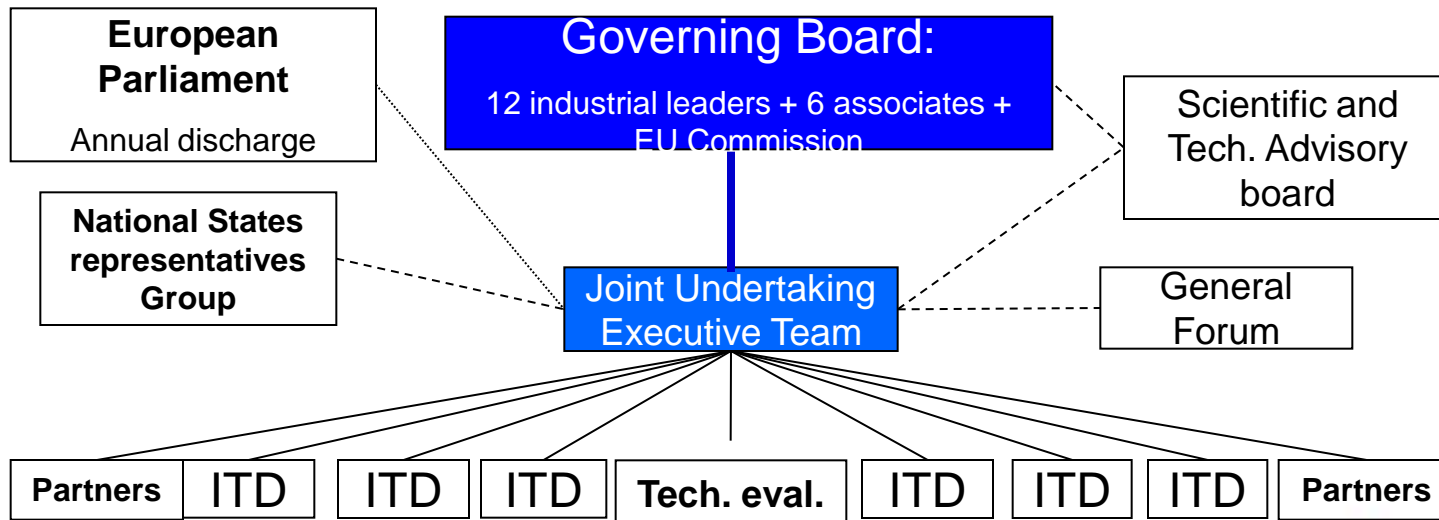 European
Parliament
Annual discharge
Governing Board:
12 industrial leaders + 6 associates +
EU Commission
Scientific and
Tech. Advisory
board
National States
representatives
Group
Joint Undertaking
Executive Team
General
Forum
Partners
ITD
ITD
ITD
Tech. eval.
ITD
ITD
ITD
Partners